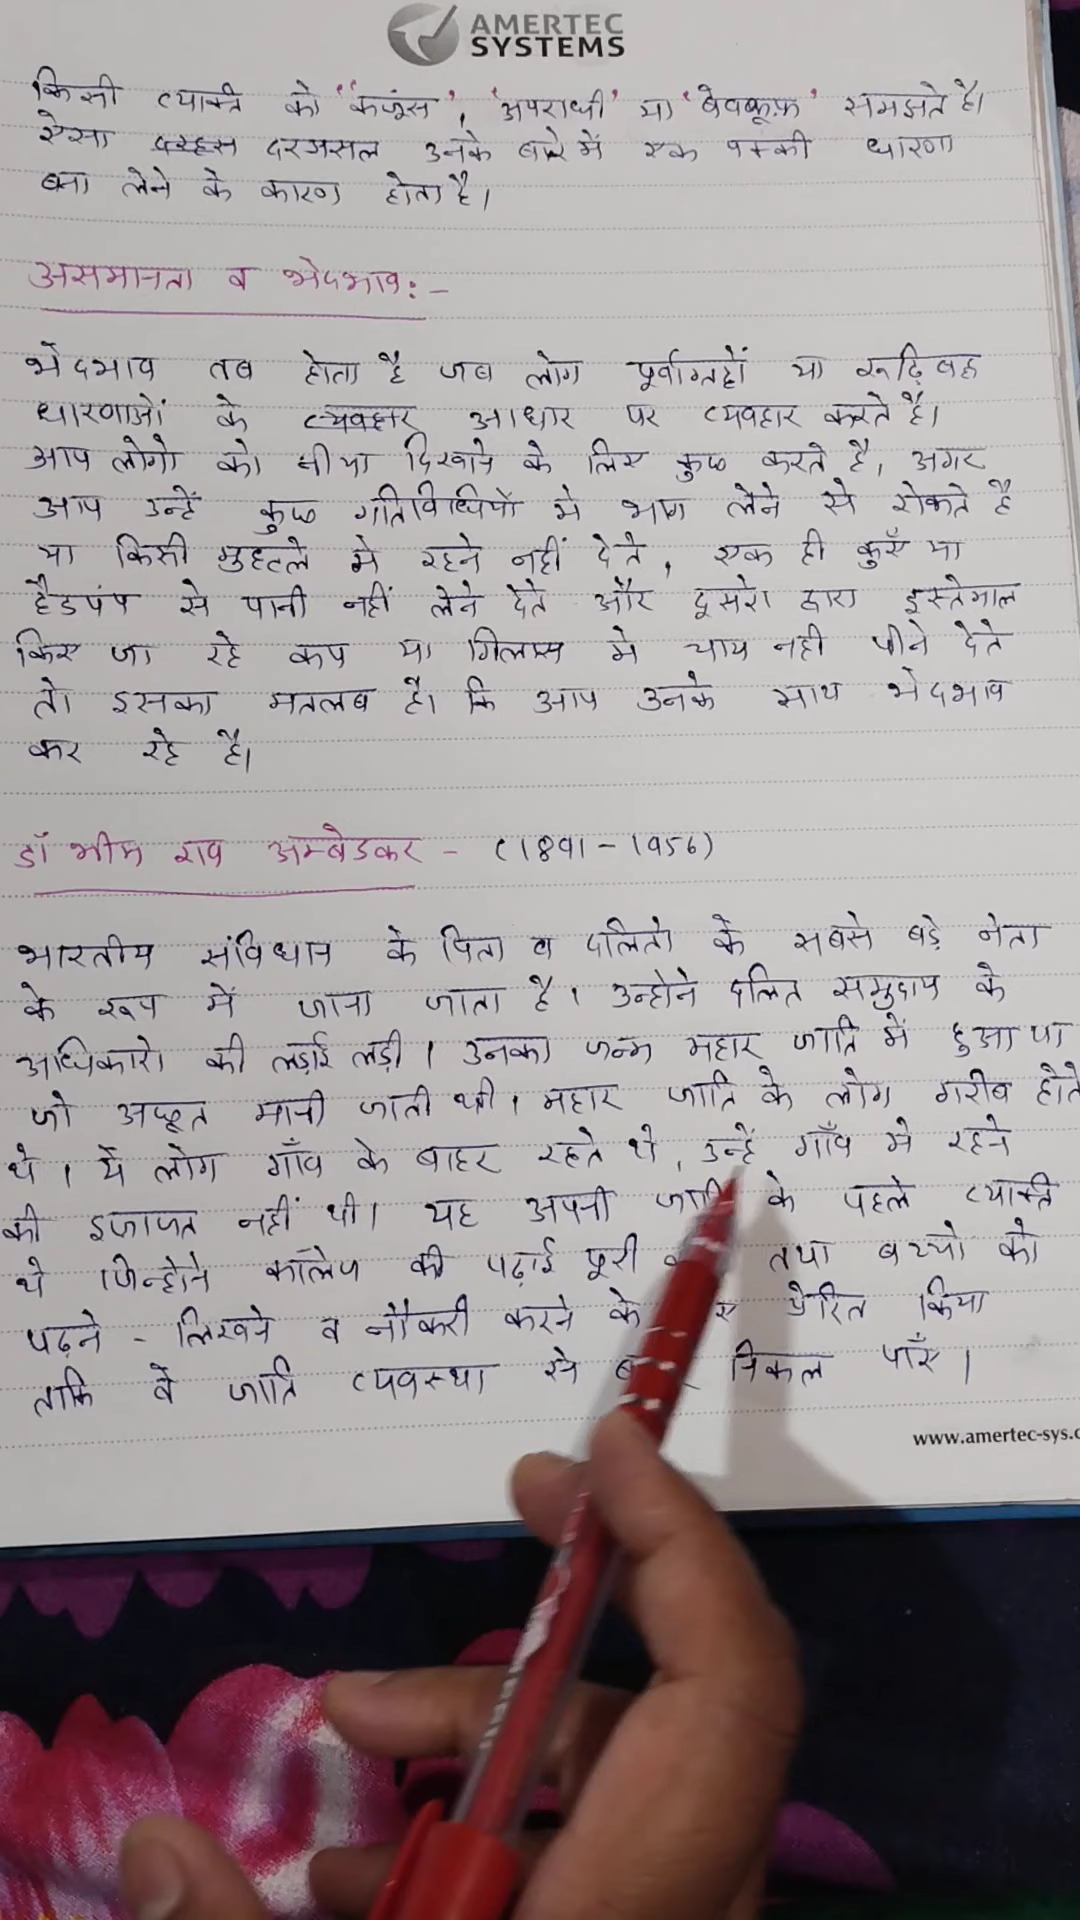 AMERTEC
SYSTEMS
किसी व्यक्ति को "कंजूस', 'अपराधी' या 'बेवकूफ़' समझते है।
ऐसा दरअसल उनके बारे में एक पक्की धारणा
बना लेने के कारण होता है।
असमानता व भेदभाव:-
भेदभाव तब होता है जब लोग पूर्वाग्रहों या रूढ़िबद्ध
धारणाओं के व्यवहार आधार पर व्यवहार करते है।
आप लोगो को नीचा दिखाने के लिए कुछ करते है, अगर
आप उन्हें कुछ गतिविधियों मे भाग लेने से रोकते है
या किसी मुहल्ले मे रहने नहीं देते, एक ही कुएँ या
हैडपंप से पानी नहीं लेने देते और दूसरो द्वारा इस्तेमाल
किए जा रहे कप या गिलास मे चाय नही पीने देते
तो इसका मतलब है। कि आप उनके साथ भेदभाव
कर रहे है।
डॉ भीम राव अम्बेडकर - (1891-1956)
भारतीय संविधान के पिता व दलितो के सबसे बड़े नेता
के रूप में जाना जाता है। उन्होने दलित समुदाय के
अधिकारो की लड़ाई लड़ी। उनका जन्म महार जाति में हुआ था
जो अछूत मानी जाती थी। महार जाति के लोग गरीब होते
थे। ये लोग गाँव के बाहर रहते थे, उन्हें गाँव मे रहने
की इजाजत नहीं थी। यह अपनी जाति के पहले व्यक्ति
थे जिन्होने कॉलेज की पढ़ाई पूरी तथा बच्चो को
पढ़ने - लिखने व नौकरी करने के प्रेरित किया
ताकि वे जाति व्यवस्था से निकल पाएँ।
www.amertec-sys.c